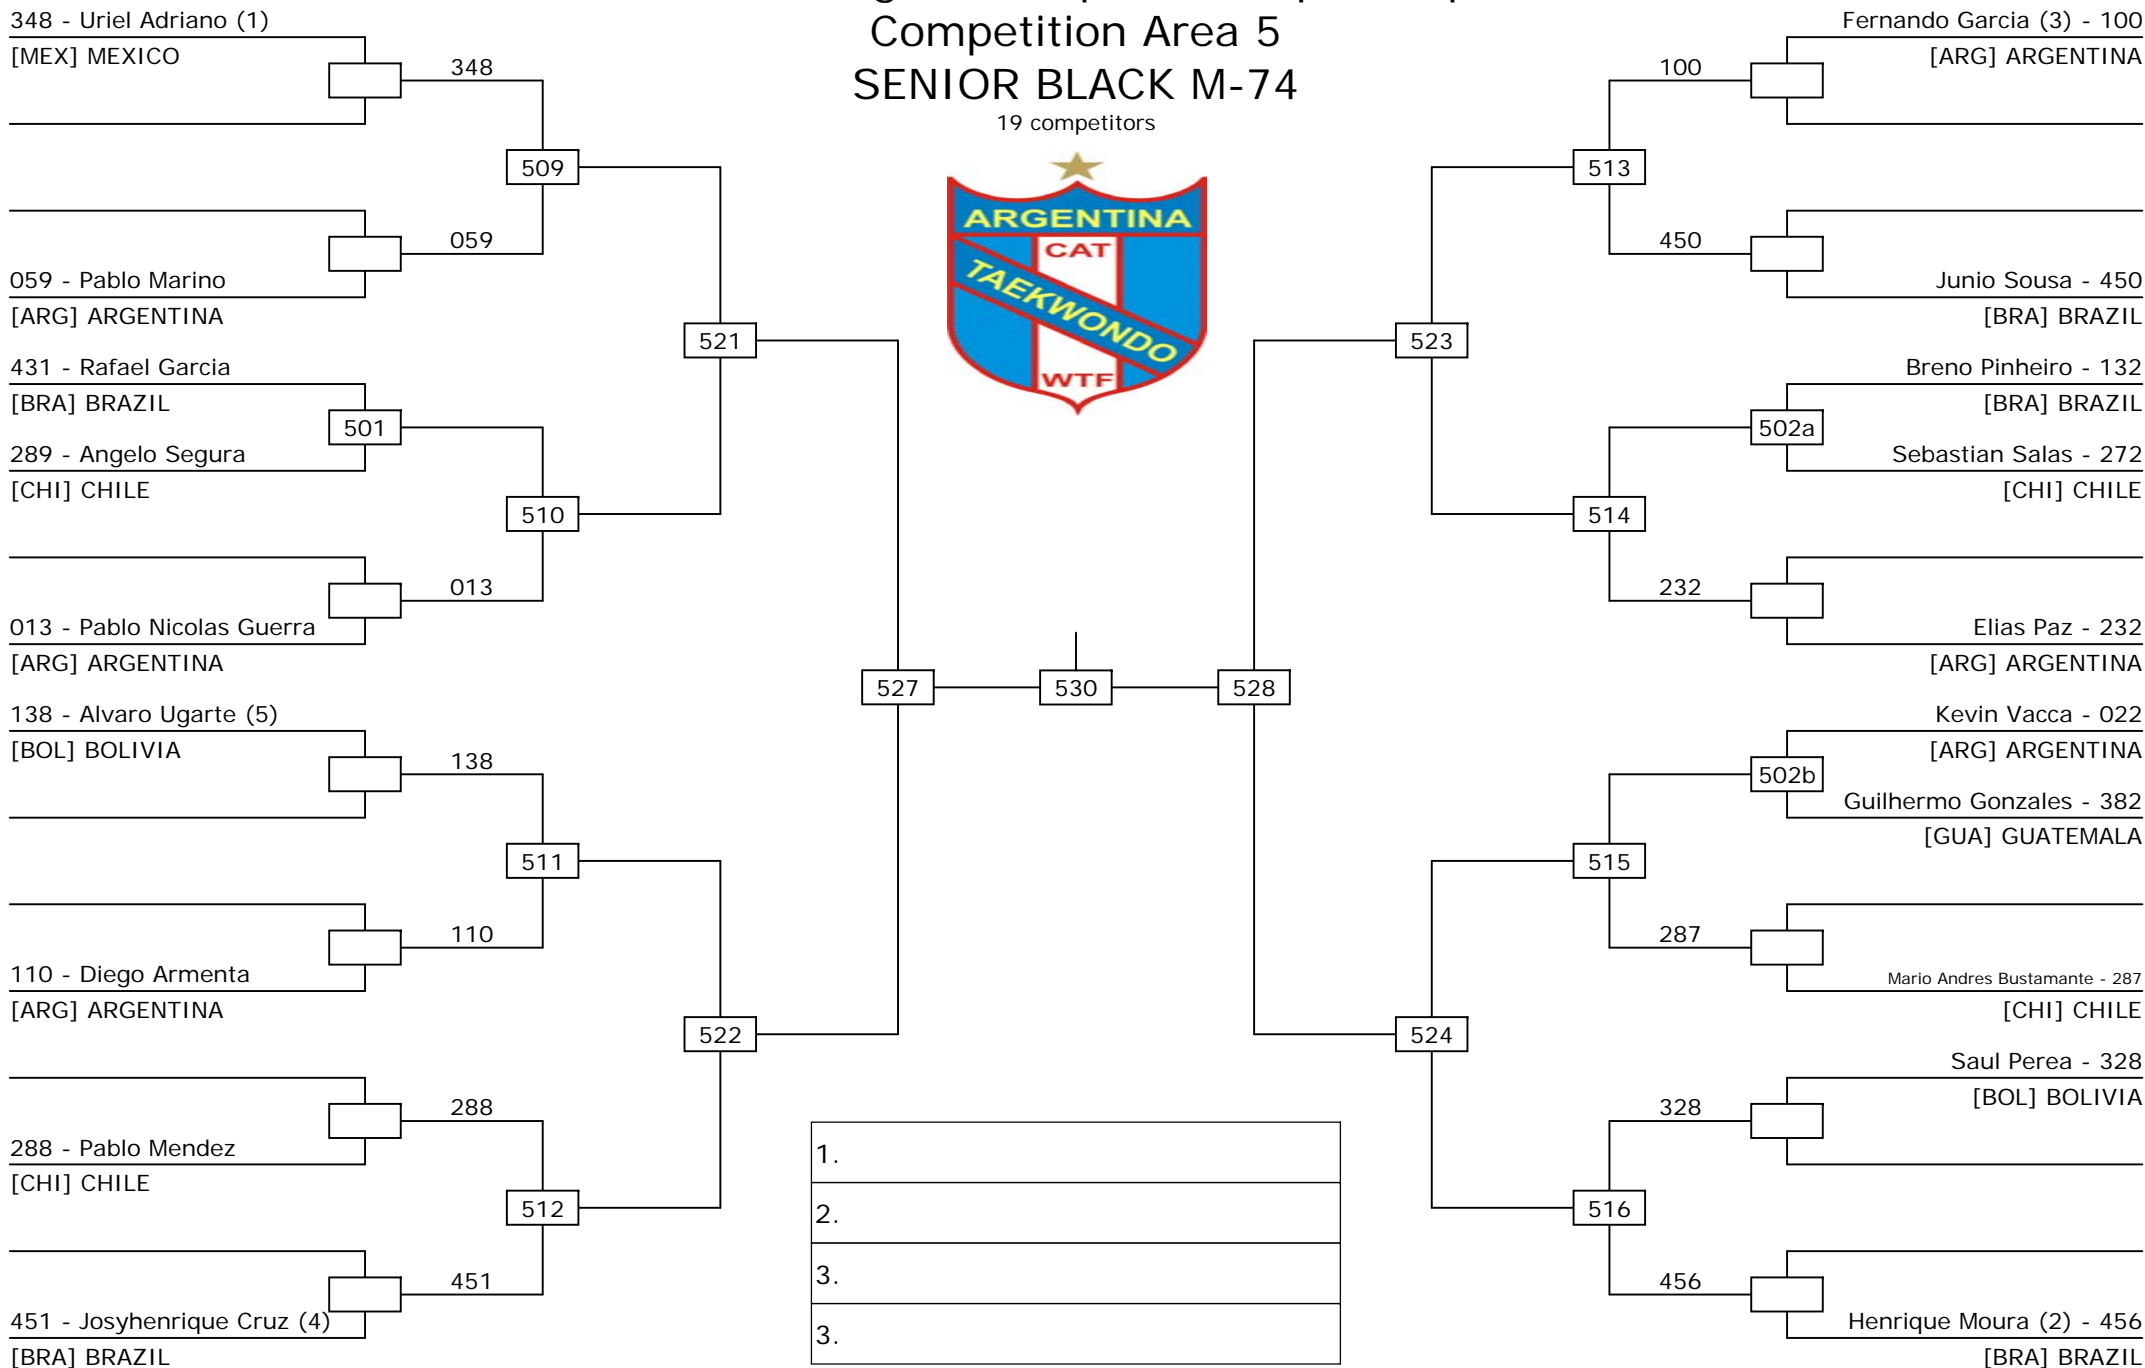 Competition Area 5
SENIOR BLACK M-74
19 competitors
ARGENTINA
CAT
TAEKWONDO
WTF
348 - Uriel Adriano (1)
[MEX] MEXICO
348
509
059
059 - Pablo Marino
[ARG] ARGENTINA
521
431 - Rafael Garcia
[BRA] BRAZIL
501
289 - Angelo Segura
[CHI] CHILE
510
013
013 - Pablo Nicolas Guerra
[ARG] ARGENTINA
527
530
528
138 - Alvaro Ugarte (5)
[BOL] BOLIVIA
138
511
110
110 - Diego Armenta
[ARG] ARGENTINA
522
288
288 - Pablo Mendez
[CHI] CHILE
512
451
451 - Josyhenrique Cruz (4)
[BRA] BRAZIL
Fernando Garcia (3) - 100
[ARG] ARGENTINA
100
513
450
Junio Sousa - 450
[BRA] BRAZIL
523
Breno Pinheiro - 132
[BRA] BRAZIL
502a
Sebastian Salas - 272
[CHI] CHILE
514
232
Elias Paz - 232
[ARG] ARGENTINA
Kevin Vacca - 022
[ARG] ARGENTINA
502b
Guilhermo Gonzales - 382
[GUA] GUATEMALA
515
287
Mario Andres Bustamante - 287
[CHI] CHILE
524
Saul Perea - 328
[BOL] BOLIVIA
328
516
456
Henrique Moura (2) - 456
[BRA] BRAZIL
1.
2.
3.
3.